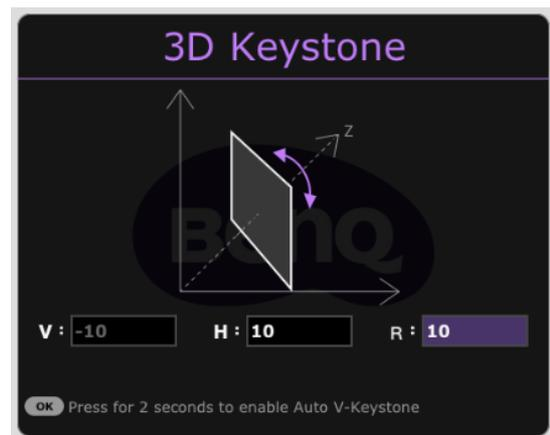 3D Keystone
Z
BenQ
V : -10 H : 10 R : 10
OK Press for 2 seconds to enable Auto V-Keystone